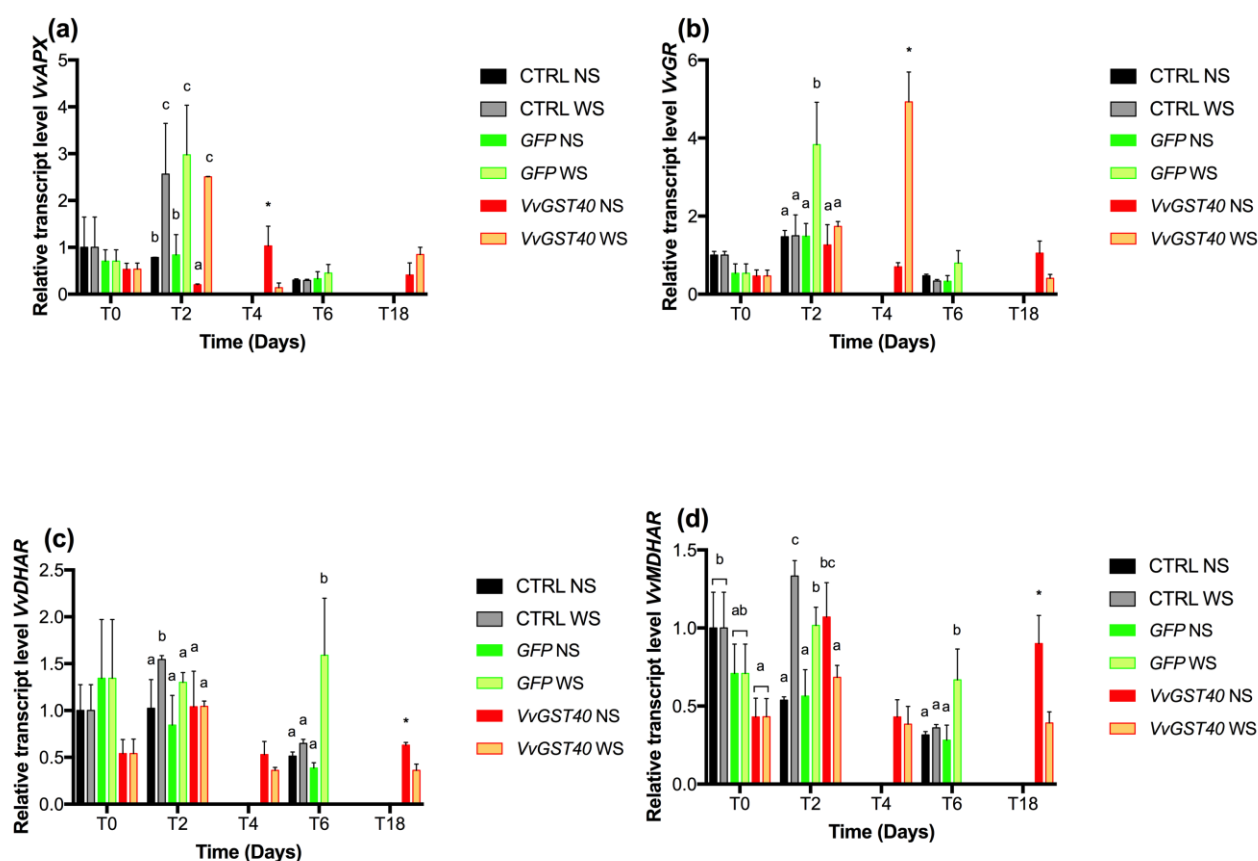 (a)
Relative transcript level VvAPX
5
4
3
2
1
0
b
c
b
c
a
c
*
T0 T2 T4 T6 T18
Time (Days)
CTRL NS
CTRL WS
GFP NS
GFP WS
VvGST40 NS
VvGST40 WS
(b)
Relative transcript level VvGR
6
4
2
0
a
a
a
b
a a
*
T0 T2 T4 T6 T18
Time (Days)
CTRL NS
CTRL WS
GFP NS
GFP WS
VvGST40 NS
VvGST40 WS
(c)
Relative transcript level VvDHAR
2.5
2.0
1.5
1.0
0.5
0.0
a
b
a
a
a
a
a
a
a
b
*
T0 T2 T4 T6 T18
Time (Days)
CTRL NS
CTRL WS
GFP NS
GFP WS
VvGST40 NS
VvGST40 WS
(d)
Relative transcript level VvMDHAR
1.5
1.0
0.5
0.0
b
ab
a
a
c
a
b
bc
a
a
a
a
b
*
T0 T2 T4 T6 T18
Time (Days)
CTRL NS
CTRL WS
GFP NS
GFP WS
VvGST40 NS
VvGST40 WS